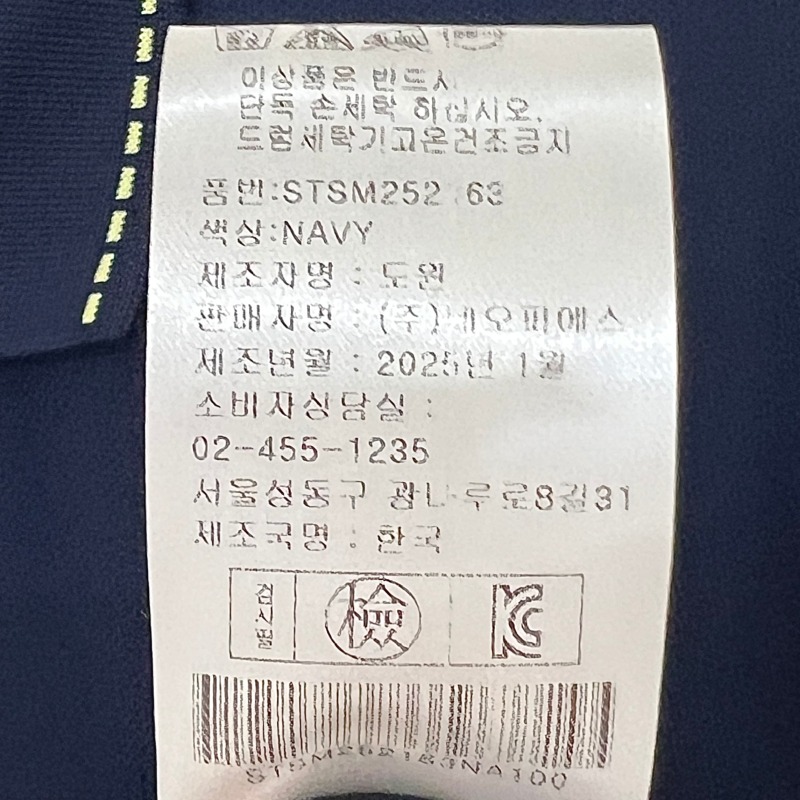 이상품은 반드시
단독 손세탁 하십시오.
드럼세탁기고온건조금지
품번:STSM252 63
색상:NAVY
제조자명 : 도원
판매자명 : (주)네오피에스
제조년월 : 2025년 1월
소비자상담실 :
02-455-1235
서울성동구 광나루로8길31
제조국명 : 한국
검사필
檢